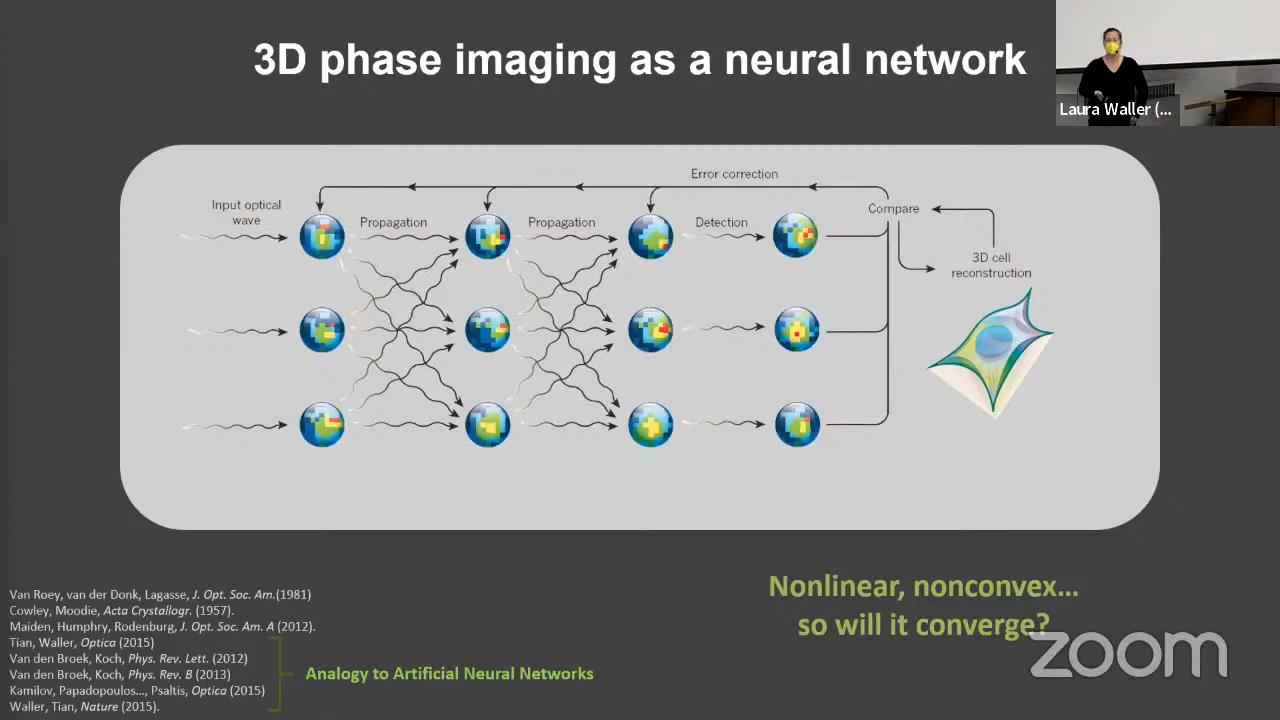 3D phase imaging as a neural network
Laura Waller (...
Error correction
Input optical
wave
Propagation
Propagation
Detection
Compare
3D cell
reconstruction
Nonlinear, nonconvex...
so will it converge?
Van Roey, van der Donk, Lagasse, J. Opt. Soc. Am.(1981)
Cowley, Moodie, Acta Crystallogr. (1957).
Maiden, Humphry, Rodenburg, J. Opt. Soc. Am. A (2012).
Tian, Waller, Optica (2015)
Van den Broek, Koch, Phys. Rev. Lett. (2012)
Van den Broek, Koch, Phys. Rev. B (2013)
Kamilov, Papadopoulos..., Psaltis, Optica (2015)
Waller, Tian, Nature (2015).
Analogy to Artificial Neural Networks
zoom